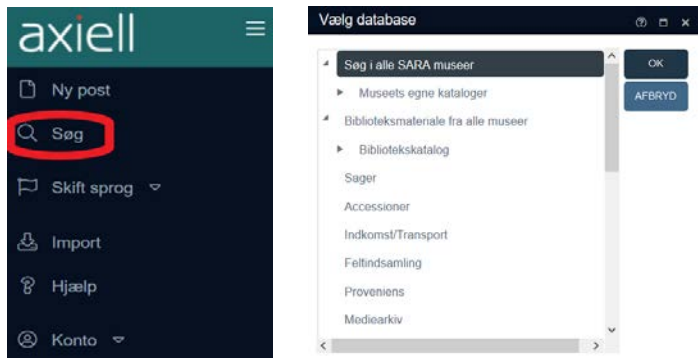 axiell
Ny post
Søg
Skift sprog
Import
Hjælp
Konto
Vælg database
Søg i alle SARA museer
Museets egne kataloger
Biblioteksmateriale fra alle museer
Bibliotekskatalog
Sager
Accessioner
Indkomst/Transport
Feltindsamling
Proveniens
Mediearkiv
OK
AFBRYD